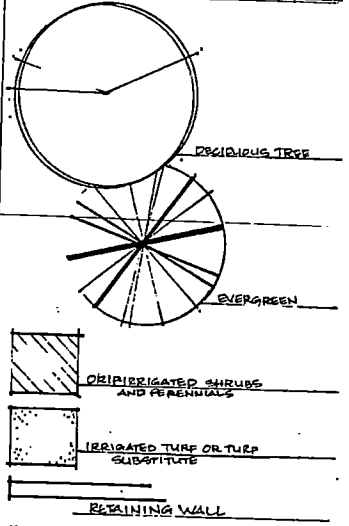 DECIDUOUS TREE
EVERGREEN
DRIP IRRIGATED SHRUBS
AND PERENNIALS
IRRIGATED TURF OR TURF
SUBSTITUTE
RETAINING WALL